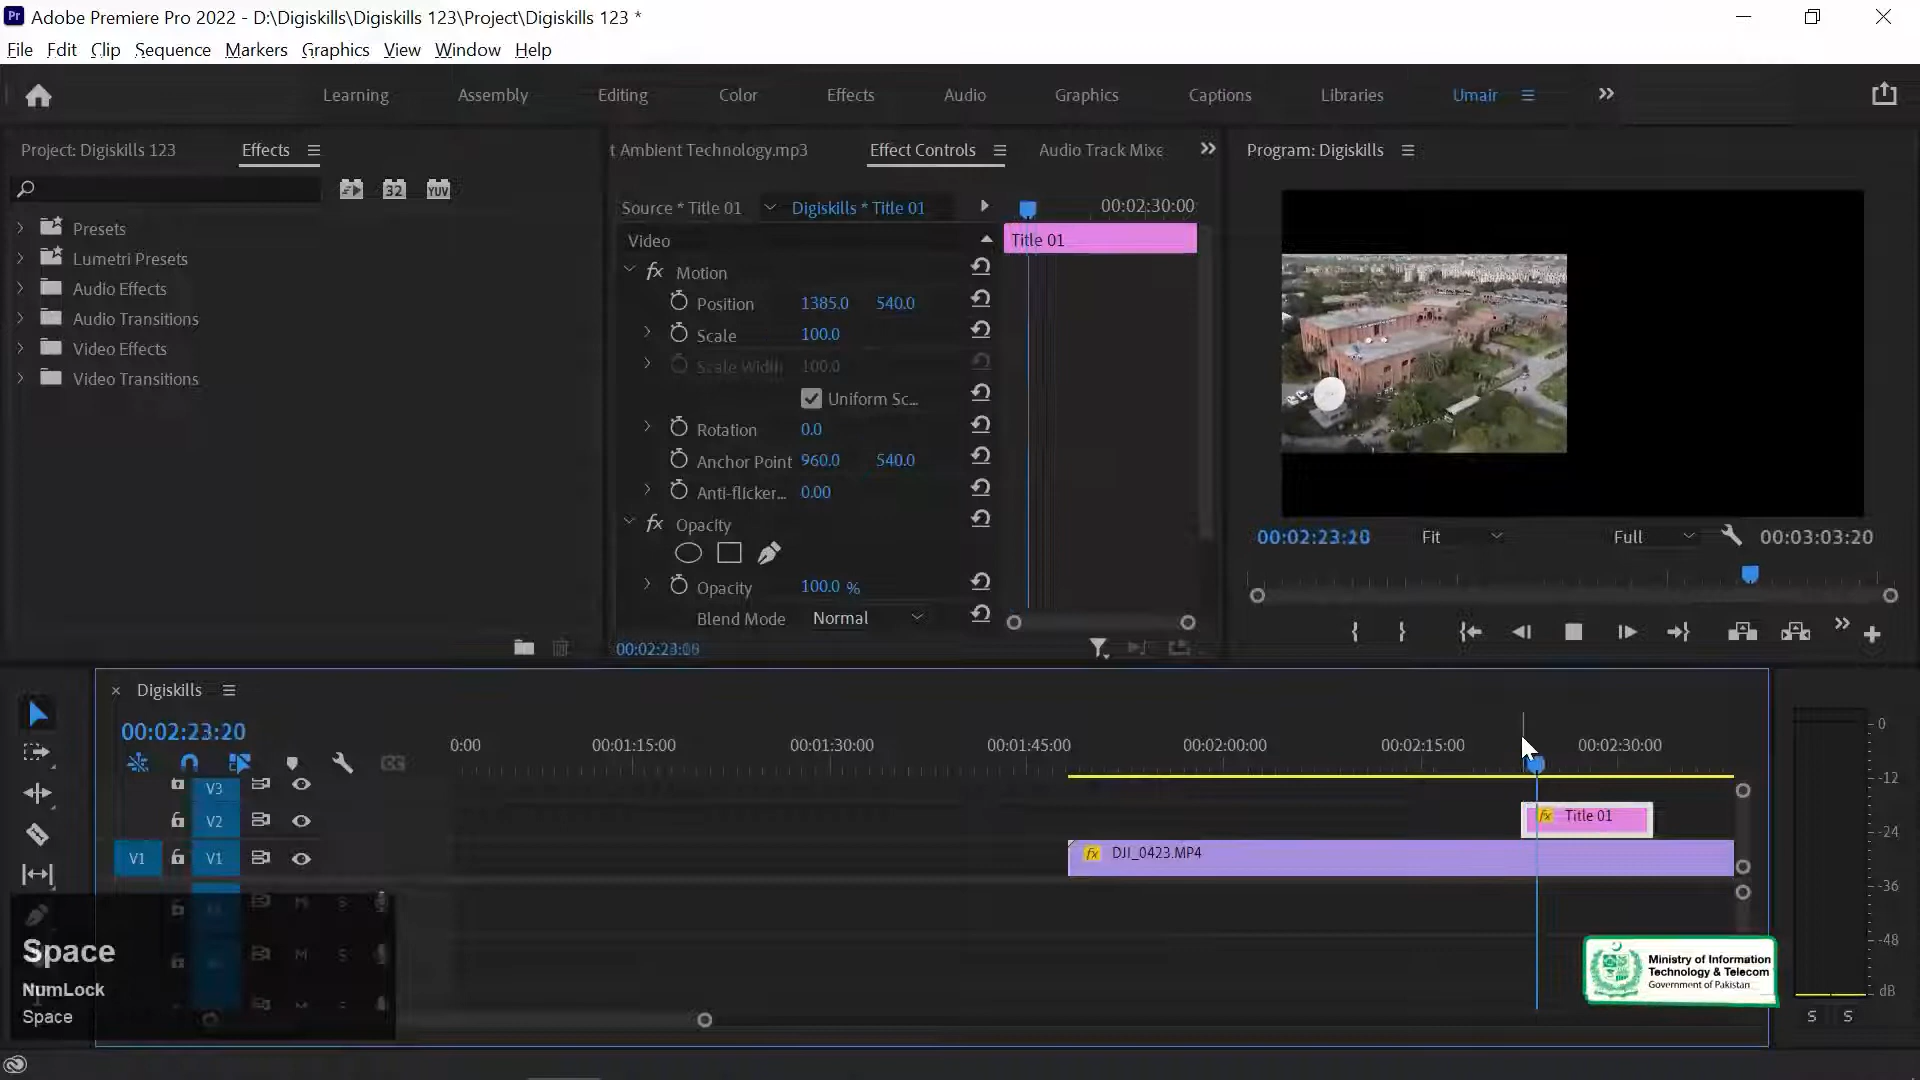 Adobe Premiere Pro 2022 - D:\Digiskills\Digiskills 123\Project\Digiskills 123 *
File Edit Clip Sequence Markers Graphics View Window Help
Learning Assembly Editing Color Effects Audio Graphics Captions Libraries Umair
Project: Digiskills 123 Effects
t Ambient Technology.mp3 Effect Controls Audio Track Mixe
Program: Digiskills
32 YUV
Presets
Lumetri Presets
Audio Effects
Audio Transitions
Video Effects
Video Transitions
Source * Title 01 Digiskills * Title 01 00:02:30:00
Video Title 01
fx Motion
Position 1385.0 540.0
Scale 100.0
Scale Width 100.0
Uniform Sc...
Rotation 0.0
Anchor Point 960.0 540.0
Anti-flicker... 0.00
fx Opacity
Opacity 100.0 %
Blend Mode Normal
Fit Full 00:03:03:20
Digiskills
00:02:23:20
0:00 00:01:15:00 00:01:30:00 00:01:45:00 00:02:00:00 00:02:15:00 00:02:30:00
V3
V2 fx Title 01
V1 V1 fx DJI_0423.MP4
M S
M S
Space
NumLock
Space
Ministry of Information
Technology & Telecom
Government of Pakistan
0
-12
-24
-36
-48
dB
S S